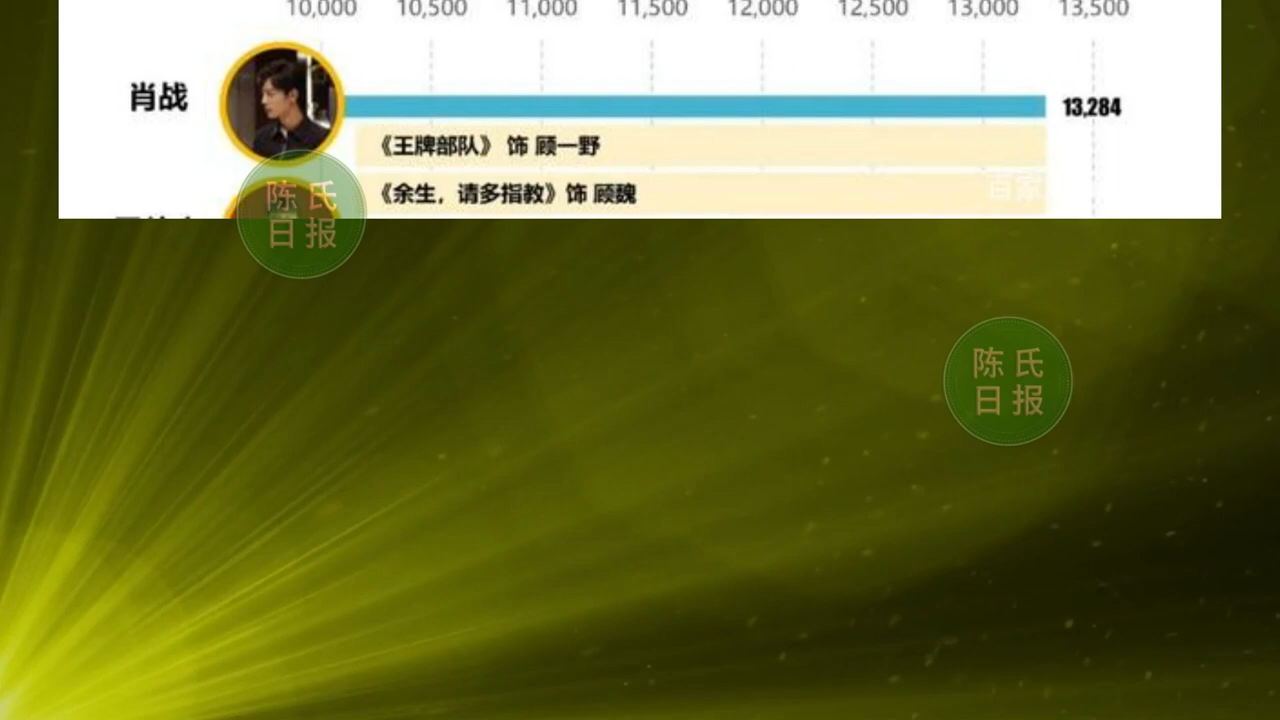 10,000 10,500 11,000 11,500 12,000 12,500 13,000 13,500
肖战
13,284
《王牌部队》 饰 顾一野
《余生，请多指教》饰 顾魏
百家
陈氏
日报
陈氏
日报